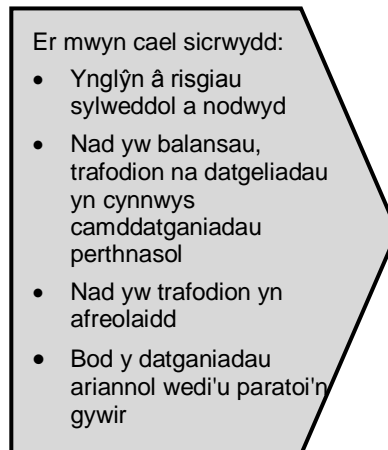 Er mwyn cael sicrwydd:
• Ynglŷn â risgiau
sylweddol a nodwyd
• Nad yw balansau,
trafodion na datgeliadau
yn cynnwys
camddatganiadau
perthnasol
• Nad yw trafodion yn
afreolaidd
• Bod y datganiadau
ariannol wedi'u paratoi'n
gywir